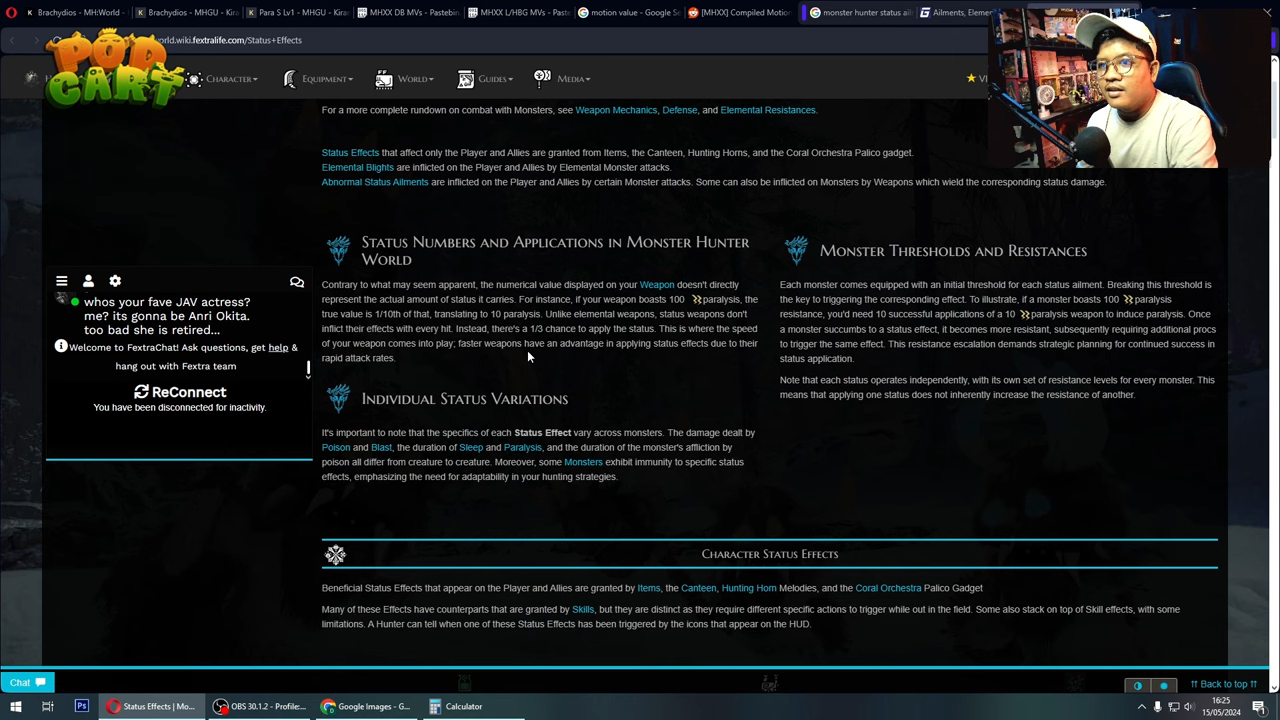 Brachydios - MH:World -
Brachydios - MHGU - Kira
Para S Lv1 - MHGU - Kira
MHXX DB MVs - Pastebin
MHXX L/HBG MVs - Paste
motion value - Google Se
[MHXX] Compiled Motion
monster hunter status ail
Ailments, Eleme
world.wiki.fextralife.com/Status+Effects
POD CART
Character
Equipment
World
Guides
Media
For a more complete rundown on combat with Monsters, see Weapon Mechanics, Defense, and Elemental Resistances.
Status Effects that affect only the Player and Allies are granted from Items, the Canteen, Hunting Horns, and the Coral Orchestra Palico gadget.
Elemental Blights are inflicted on the Player and Allies by Elemental Monster attacks.
Abnormal Status Ailments are inflicted on the Player and Allies by certain Monster attacks. Some can also be inflicted on Monsters by Weapons which wield the corresponding status damage.
Status Numbers and Applications in Monster Hunter
World
Contrary to what may seem apparent, the numerical value displayed on your Weapon doesn't directly
represent the actual amount of status it carries. For instance, if your weapon boasts 100 paralysis, the
true value is 1/10th of that, translating to 10 paralysis. Unlike elemental weapons, status weapons don't
inflict their effects with every hit. Instead, there's a 1/3 chance to apply the status. This is where the speed
of your weapon comes into play; faster weapons have an advantage in applying status effects due to their
rapid attack rates.
Individual Status Variations
It's important to note that the specifics of each Status Effect vary across monsters. The damage dealt by
Poison and Blast, the duration of Sleep and Paralysis, and the duration of the monster's affliction by
poison all differ from creature to creature. Moreover, some Monsters exhibit immunity to specific status
effects, emphasizing the need for adaptability in your hunting strategies.
Monster Thresholds and Resistances
Each monster comes equipped with an initial threshold for each status ailment. Breaking this threshold is
the key to triggering the corresponding effect. To illustrate, if a monster boasts 100 paralysis
resistance, you'd need 10 successful applications of a 10 paralysis weapon to induce paralysis. Once
a monster succumbs to a status effect, it becomes more resistant, subsequently requiring additional procs
to trigger the same effect. This resistance escalation demands strategic planning for continued success in
status application.
Note that each status operates independently, with its own set of resistance levels for every monster. This
means that applying one status does not inherently increase the resistance of another.
whos your fave JAV actress?
me? its gonna be Anri Okita.
too bad she is retired...
Welcome to FextraChat! Ask questions, get help &
hang out with Fextra team
ReConnect
You have been disconnected for inactivity.
Character Status Effects
Beneficial Status Effects that appear on the Player and Allies are granted by Items, the Canteen, Hunting Horn Melodies, and the Coral Orchestra Palico Gadget
Many of these Effects have counterparts that are granted by Skills, but they are distinct as they require different specific actions to trigger while out in the field. Some also stack on top of Skill effects, with some
limitations. A Hunter can tell when one of these Status Effects has been triggered by the icons that appear on the HUD.
Chat
Back to top
Status Effects | Mo...
OBS 30.1.2 - Profile:...
Google Images - G...
Calculator
16:25
15/05/2024